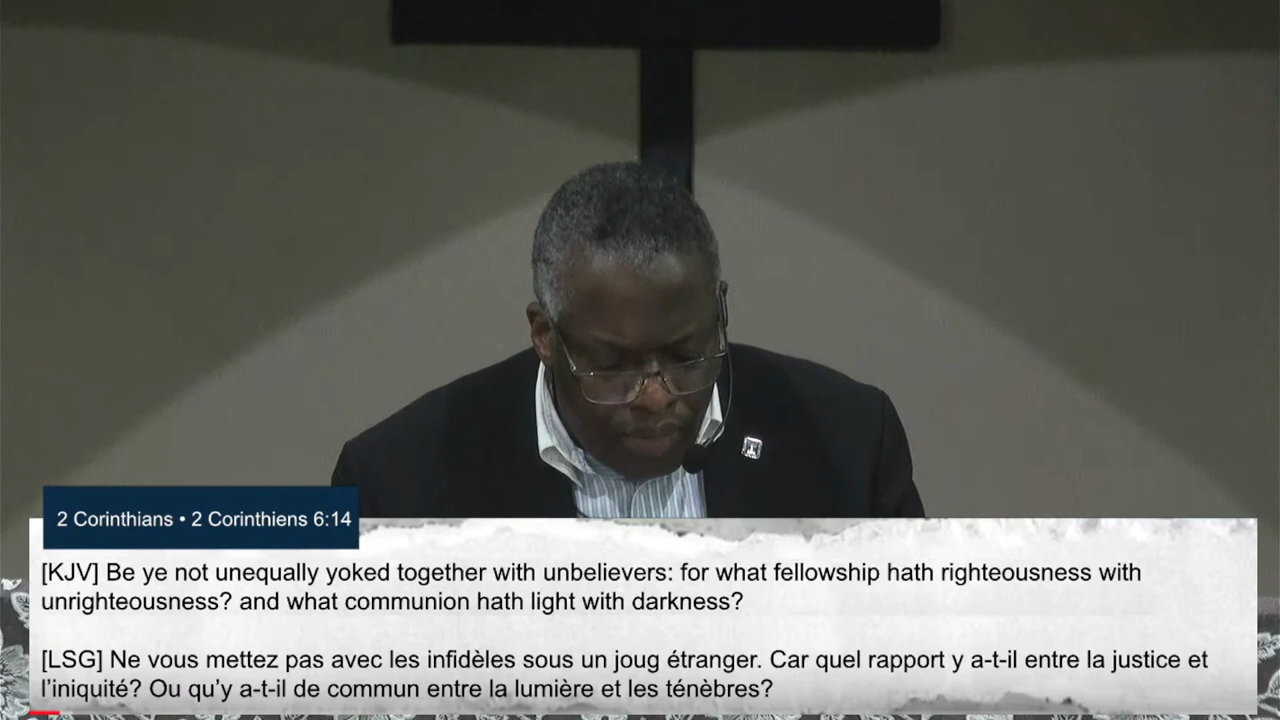 2 Corinthians • 2 Corinthiens 6:14
[KJV] Be ye not unequally yoked together with unbelievers: for what fellowship hath righteousness with
unrighteousness? and what communion hath light with darkness?
[LSG] Ne vous mettez pas avec les infidèles sous un joug étranger. Car quel rapport y a-t-il entre la justice et
l’iniquité? Ou qu’y a-t-il de commun entre la lumière et les ténèbres?